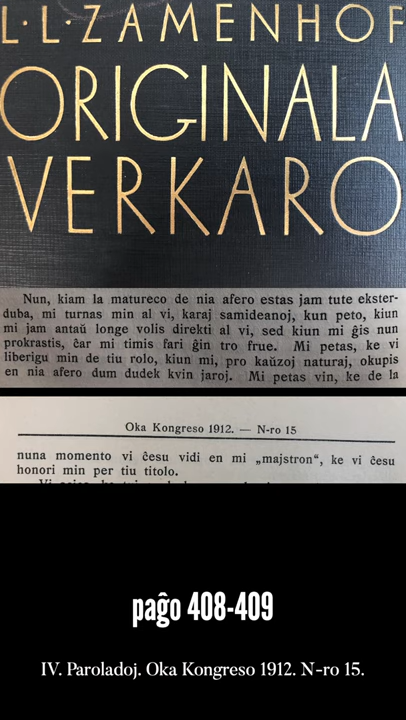 L·L·ZAMENHOF
ORIGINALA
VERKARO
Nun, kiam la matureco de nia afero estas jam tute ekster-
duba, mi turnas min al vi, karaj samideanoj, kun peto, kiun
mi jam antaŭ longe volis direkti al vi, sed kiun mi ĝis nun
prokrastis, ĉar mi timis fari ĝin tro frue. Mi petas, ke vi
liberigu min de tiu rolo, kiun mi, pro kaŭzoj naturaj, okupis
en nia afero dum dudek kvin jaroj. Mi petas vin, ke de la
Oka Kongreso 1912. — N-ro 15
nuna momento vi ĉesu vidi en mi „majstron“, ke vi ĉesu
honori min per tiu titolo.
paĝo 408-409
IV. Paroladoj. Oka Kongreso 1912. N-ro 15.